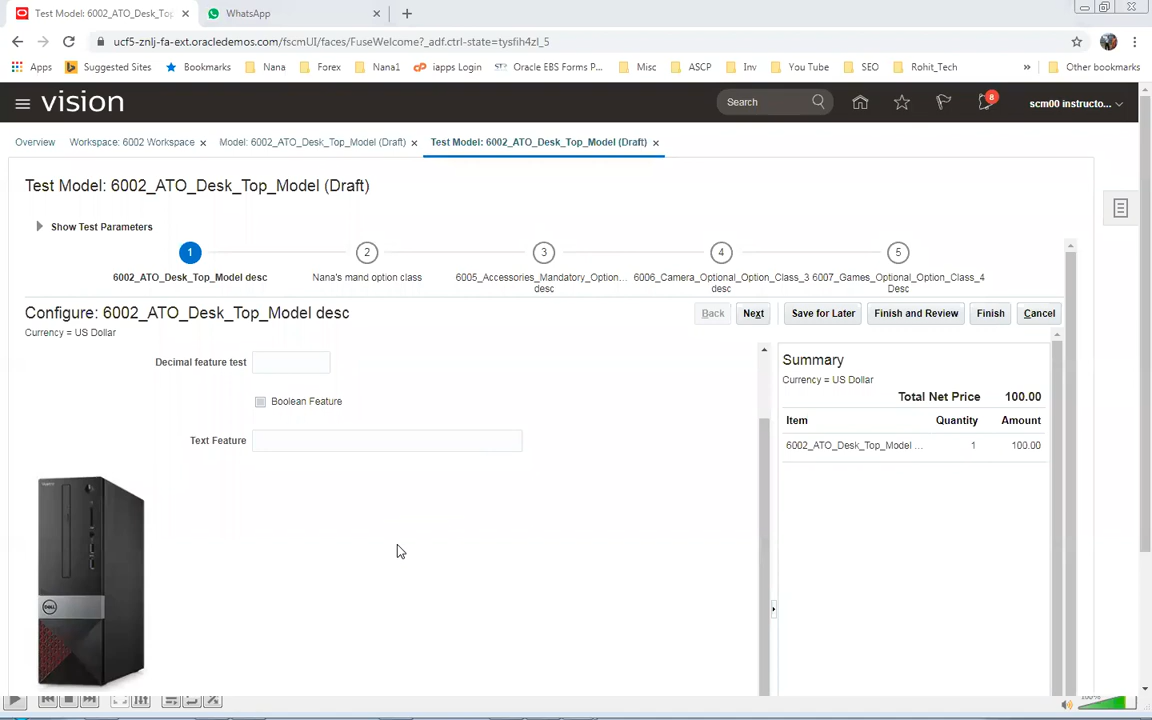 Test Model: 6002_ATO_Desk_Top_
WhatsApp
ucf5-znlj-fa-ext.oracledemos.com/fscmUI/faces/FuseWelcome?_adf.ctrl-state=tysfih4zl_5
Apps Suggested Sites Bookmarks Nana Forex Nana1 iapps Login Oracle EBS Forms P... Misc ASCP Inv You Tube SEO Rohit_Tech » Other bookmarks
vision
Search
8
scm00 instructo...
Overview Workspace: 6002 Workspace Model: 6002_ATO_Desk_Top_Model (Draft) Test Model: 6002_ATO_Desk_Top_Model (Draft)
Test Model: 6002_ATO_Desk_Top_Model (Draft)
Show Test Parameters
1 2 3 4 5
6002_ATO_Desk_Top_Model desc
Nana's mand option class
6005_Accessories_Mandatory_Option...
desc
6006_Camera_Optional_Option_Class_3
desc
6007_Games_Optional_Option_Class_4
Desc
Configure: 6002_ATO_Desk_Top_Model desc
Back Next Save for Later Finish and Review Finish Cancel
Currency = US Dollar
Decimal feature test
Boolean Feature
Text Feature
DELL
Summary
Currency = US Dollar
Total Net Price 100.00
Item Quantity Amount
6002_ATO_Desk_Top_Model ... 1 100.00
100%